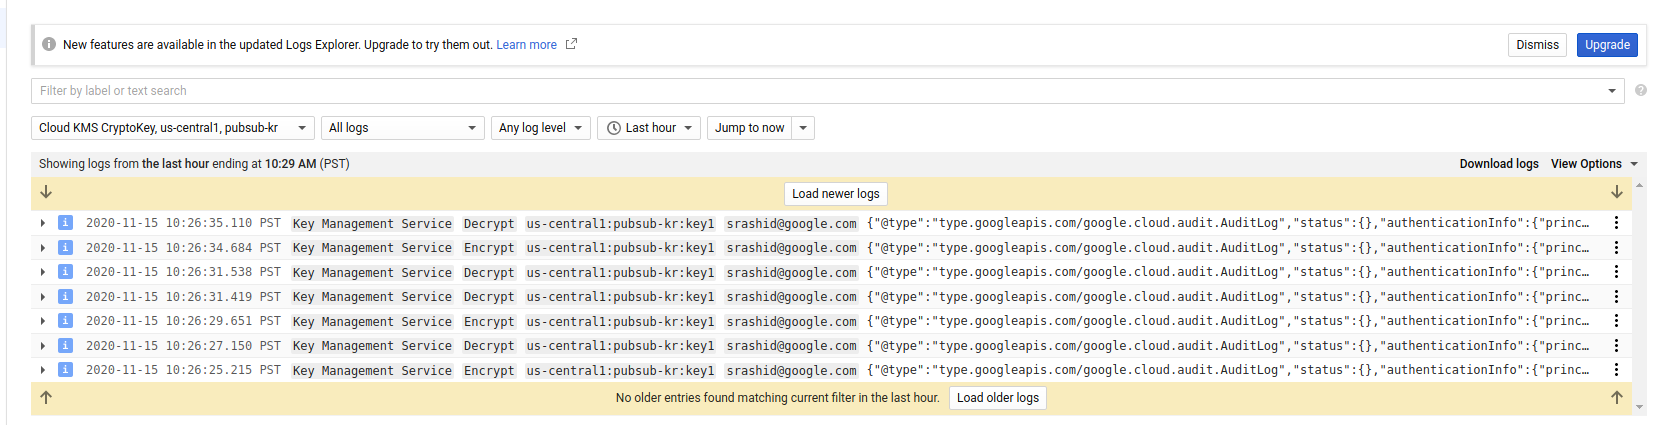 New features are available in the updated Logs Explorer. Upgrade to try them out. Learn more Dismiss Upgrade
Filter by label or text search
Cloud KMS CryptoKey, us-central1, pubsub-kr All logs Any log level Last hour Jump to now
Showing logs from the last hour ending at 10:29 AM (PST) Download logs View Options
Load newer logs
2020-11-15 10:26:35.110 PST Key Management Service Decrypt us-central1:pubsub-kr:key1 srashid@google.com {"@type":"type.googleapis.com/google.cloud.audit.AuditLog","status":{},"authenticationInfo":{"princ…
2020-11-15 10:26:34.684 PST Key Management Service Encrypt us-central1:pubsub-kr:key1 srashid@google.com {"@type":"type.googleapis.com/google.cloud.audit.AuditLog","status":{},"authenticationInfo":{"princ…
2020-11-15 10:26:31.538 PST Key Management Service Decrypt us-central1:pubsub-kr:key1 srashid@google.com {"@type":"type.googleapis.com/google.cloud.audit.AuditLog","status":{},"authenticationInfo":{"princ…
2020-11-15 10:26:31.419 PST Key Management Service Decrypt us-central1:pubsub-kr:key1 srashid@google.com {"@type":"type.googleapis.com/google.cloud.audit.AuditLog","status":{},"authenticationInfo":{"princ…
2020-11-15 10:26:29.651 PST Key Management Service Encrypt us-central1:pubsub-kr:key1 srashid@google.com {"@type":"type.googleapis.com/google.cloud.audit.AuditLog","status":{},"authenticationInfo":{"princ…
2020-11-15 10:26:27.150 PST Key Management Service Decrypt us-central1:pubsub-kr:key1 srashid@google.com {"@type":"type.googleapis.com/google.cloud.audit.AuditLog","status":{},"authenticationInfo":{"princ…
2020-11-15 10:26:25.215 PST Key Management Service Encrypt us-central1:pubsub-kr:key1 srashid@google.com {"@type":"type.googleapis.com/google.cloud.audit.AuditLog","status":{},"authenticationInfo":{"princ…
No older entries found matching current filter in the last hour. Load older logs